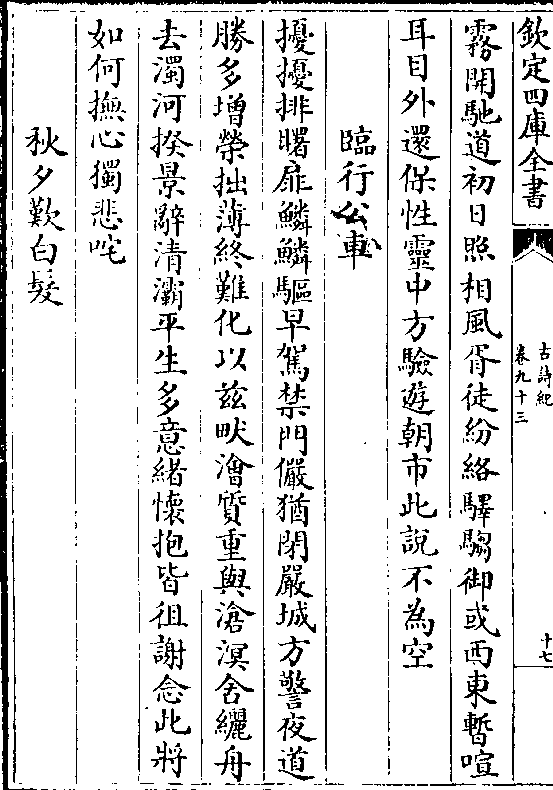 欽定四庫全書
古詩紀
卷九十三
十七
霧開馳道初日照相風胥徒紛絡驛騶御或西東暫喧
耳目外還保性靈中方驗遊朝市此說不為空
臨行公車
擾擾排曙扉鱗鱗驅早駕禁門儼猶閉嚴城方警夜道
勝多增榮拙薄終難化以兹畎澮質重與滄溟舍纚舟
去濁河揆景辭清灞平生多意緒懷抱皆徂謝念此將
如何撫心獨悲咤
秋夕歎白髮